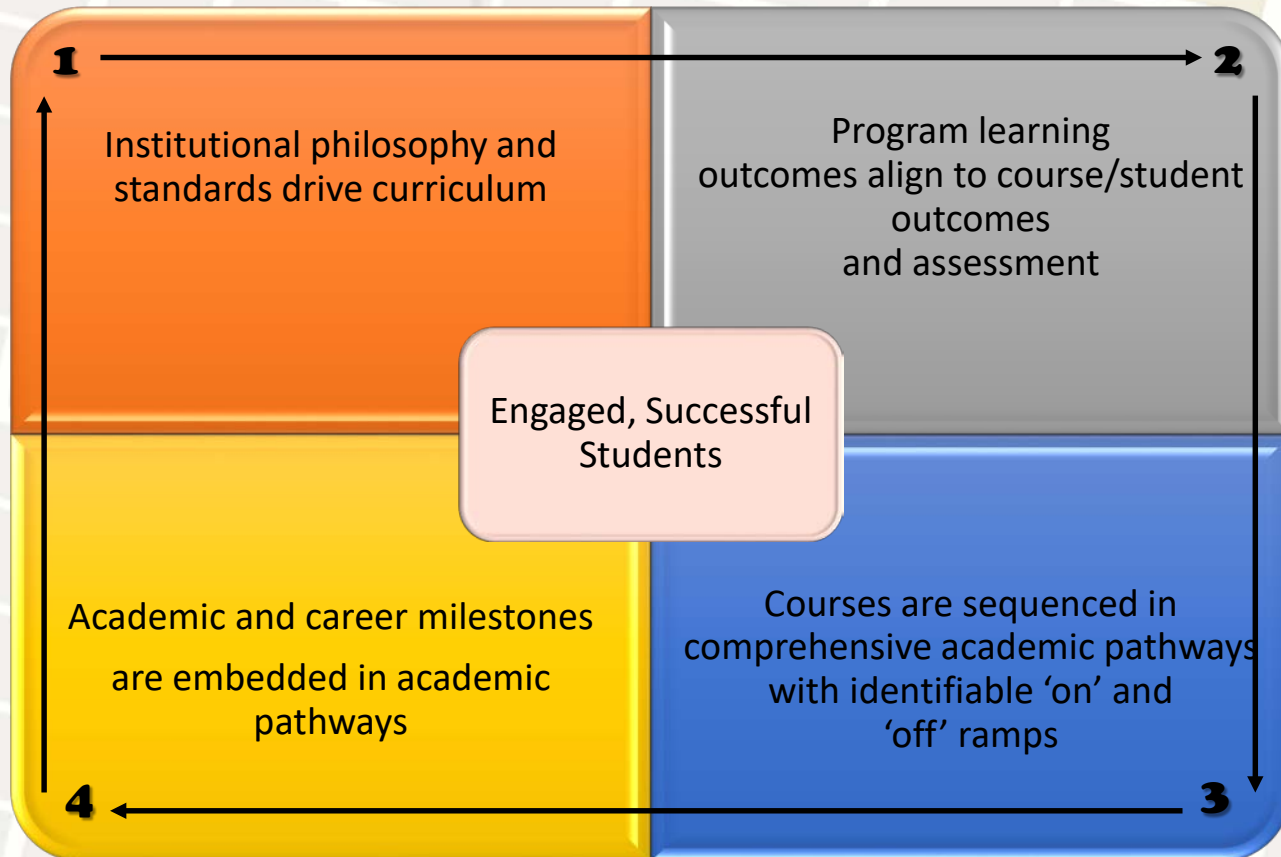 1
2
Institutional philosophy and
standards drive curriculum
Program learning
outcomes align to course/student
outcomes
and assessment
Engaged, Successful
Students
Academic and career milestones
are embedded in academic
pathways
Courses are sequenced in
comprehensive academic pathways
with identifiable ‘on’ and
‘off’ ramps
4
3